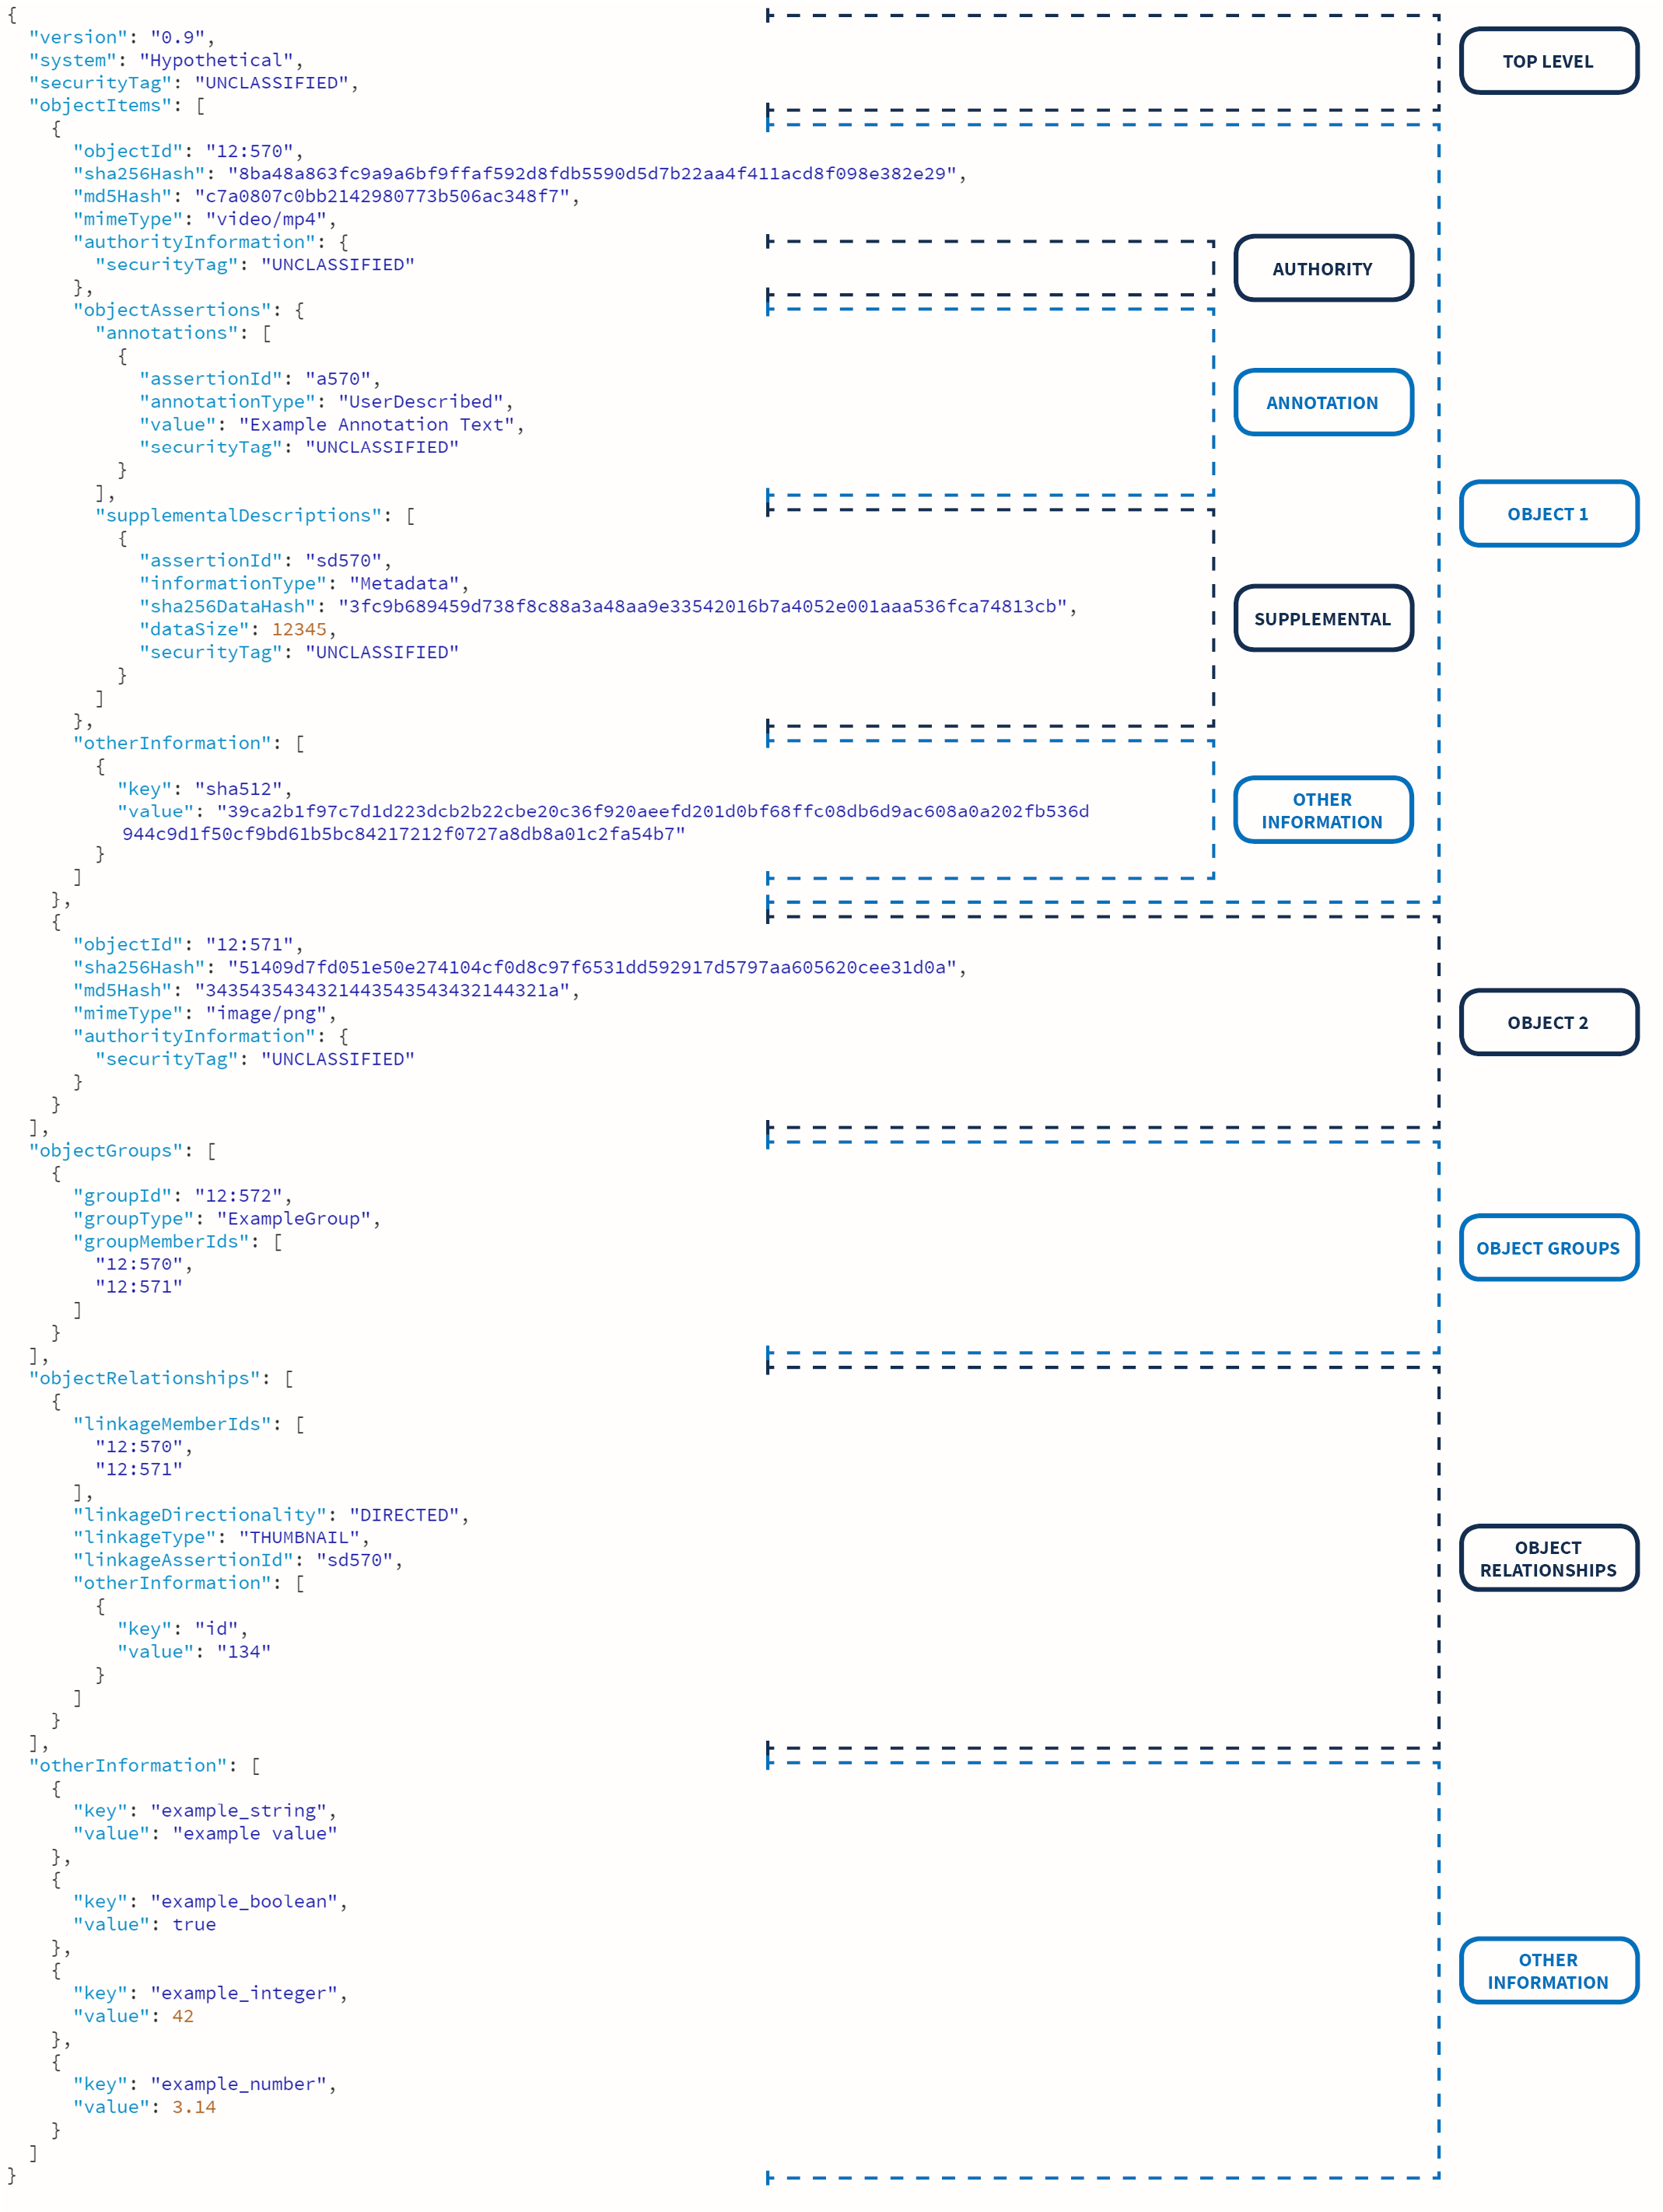 {
"version": "0.9",
"system": "Hypothetical",
"securityTag": "UNCLASSIFIED",
"objectItems": [
{
"objectId": "12:570",
"sha256Hash": "8ba48a863fc9a9a6bf9ffaf592d8fdb5590d5d7b22aa4f411acd8f098e382e29",
"md5Hash": "c7a0807c0bb2142980773b506ac348f7",
"mimeType": "video/mp4",
"authorityInformation": {
"securityTag": "UNCLASSIFIED"
},
"objectAssertions": {
"annotations": [
{
"assertionId": "a570",
"annotationType": "UserDescribed",
"value": "Example Annotation Text",
"securityTag": "UNCLASSIFIED"
}
],
"supplementalDescriptions": [
{
"assertionId": "sd570",
"informationType": "Metadata",
"sha256DataHash": "3fc9b689459d738f8c88a3a48aa9e33542016b7a4052e001aaa536fca74813cb",
"dataSize": 12345,
"securityTag": "UNCLASSIFIED"
}
]
},
"otherInformation": [
{
"key": "sha512",
"value": "39ca2b1f97c7d1d223dcb2b22cbe20c36f920aeefd201d0bf68ffc08db6d9ac608a0a202fb536d
944c9d1f50cf9bd61b5bc84217212f0727a8db8a01c2fa54b7"
}
]
},
{
"objectId": "12:571",
"sha256Hash": "51409d7fd051e50e274104cf0d8c97f6531dd592917d5797aa605620cee31d0a",
"md5Hash": "3435435434321443543543432144321a",
"mimeType": "image/png",
"authorityInformation": {
"securityTag": "UNCLASSIFIED"
}
}
],
"objectGroups": [
{
"groupId": "12:572",
"groupType": "ExampleGroup",
"groupMemberIds": [
"12:570",
"12:571"
]
}
],
"objectRelationships": [
{
"linkageMemberIds": [
"12:570",
"12:571"
],
"linkageDirectionality": "DIRECTED",
"linkageType": "THUMBNAIL",
"linkageAssertionId": "sd570",
"otherInformation": [
{
"key": "id",
"value": "134"
}
]
}
],
"otherInformation": [
{
"key": "example_string",
"value": "example value"
},
{
"key": "example_boolean",
"value": true
},
{
"key": "example_integer",
"value": 42
},
{
"key": "example_number",
"value": 3.14
}
]
}
TOP LEVEL
AUTHORITY
ANNOTATION
OBJECT 1
SUPPLEMENTAL
OTHER
INFORMATION
OBJECT 2
OBJECT GROUPS
OBJECT
RELATIONSHIPS
OTHER
INFORMATION